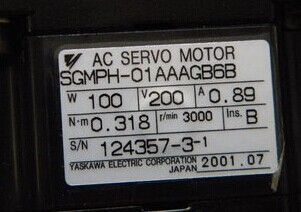 AC SERVO MOTOR
SGMPH-01AAAGB6B
W 100 V 200 A 0.89
N·m 0.318 r/min 3000 Ins. B
S/N 124357-3-1
YASKAWA ELECTRIC CORPORATION 2001.07
JAPAN